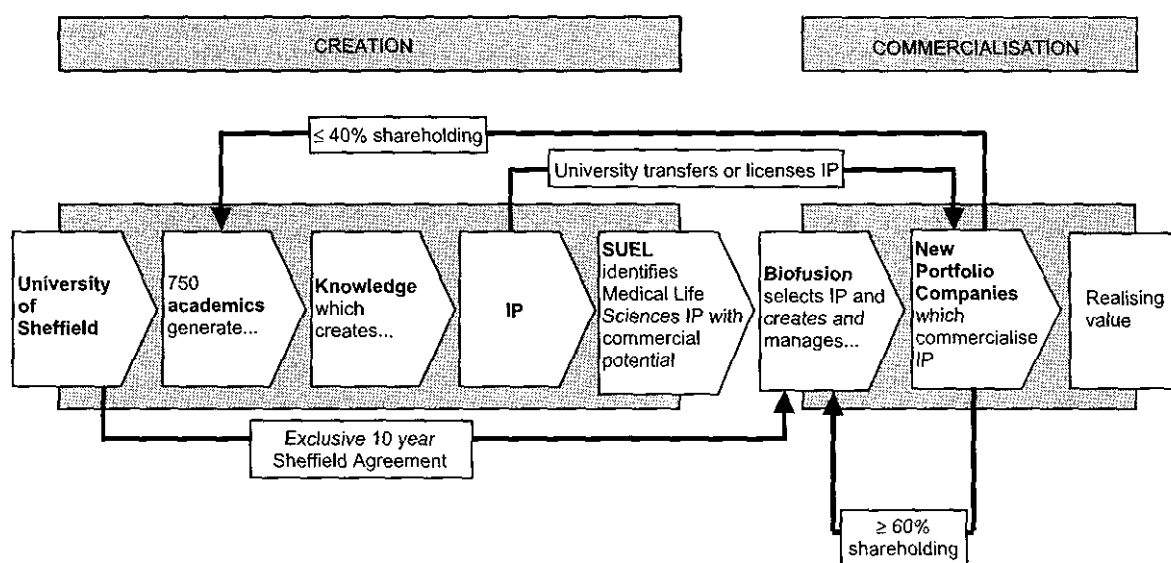 CREATION
COMMERCIALISATION
≤ 40% shareholding
University transfers or licenses IP
University
of
Sheffield
750
academics
generate...
Knowledge
which
creates...
IP
SUEL
identifies
Medical Life
Sciences IP with
commercial
potential
Biofusion
selects IP and
creates and
manages...
New
Portfolio
Companies
which
commercialise
IP
Realising
value
Exclusive 10 year
Sheffield Agreement
≥ 60%
shareholding